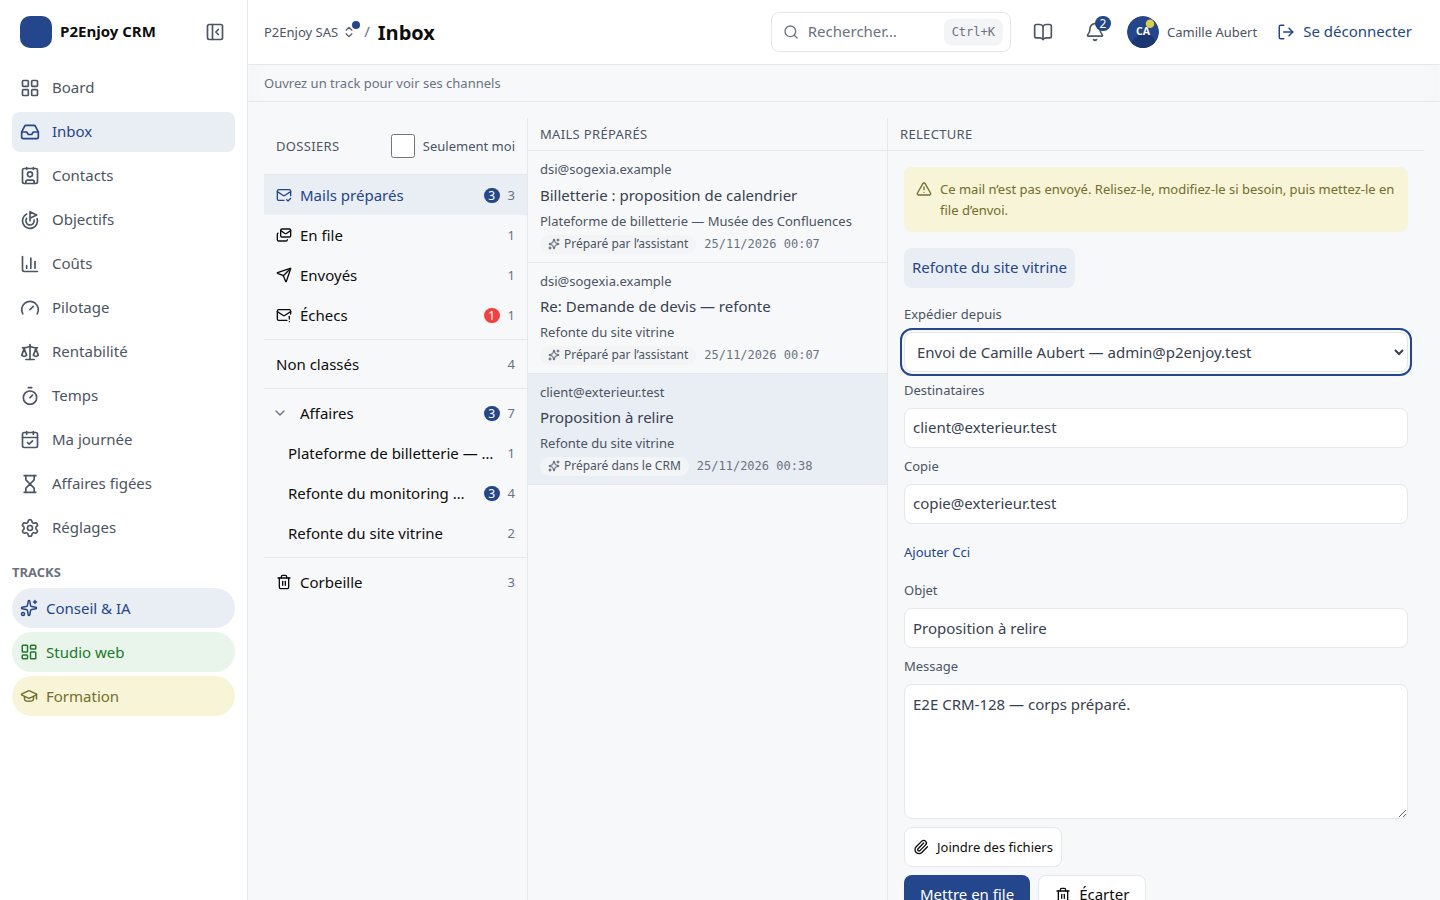 P2Enjoy CRM
Board
Inbox
Contacts
Objectifs
Coûts
Pilotage
Rentabilité
Temps
Ma journée
Affaires figées
Réglages
TRACKS
Conseil & IA
Studio web
Formation
P2Enjoy SAS / Inbox
Rechercher... Ctrl+K
2
CA Camille Aubert
Se déconnecter
Ouvrez un track pour voir ses channels
DOSSIERS Seulement moi
Mails préparés 3 3
En file 1
Envoyés 1
Échecs 1 1
Non classés 4
Affaires 3 7
Plateforme de billetterie — ... 1
Refonte du monitoring ... 3 4
Refonte du site vitrine 2
Corbeille 3
MAILS PRÉPARÉS
dsi@sogexia.example
Billetterie : proposition de calendrier
Plateforme de billetterie — Musée des Confluences
Préparé par l’assistant 25/11/2026 00:07
dsi@sogexia.example
Re: Demande de devis — refonte
Refonte du site vitrine
Préparé par l’assistant 25/11/2026 00:07
client@exterieur.test
Proposition à relire
Refonte du site vitrine
Préparé dans le CRM 25/11/2026 00:38
RELECTURE
Ce mail n’est pas envoyé. Relisez-le, modifiez-le si besoin, puis mettez-le en
file d’envoi.
Refonte du site vitrine
Expédier depuis
Envoi de Camille Aubert — admin@p2enjoy.test
Destinataires
client@exterieur.test
Copie
copie@exterieur.test
Ajouter Cci
Objet
Proposition à relire
Message
E2E CRM-128 — corps préparé.
Joindre des fichiers
Mettre en file Écarter